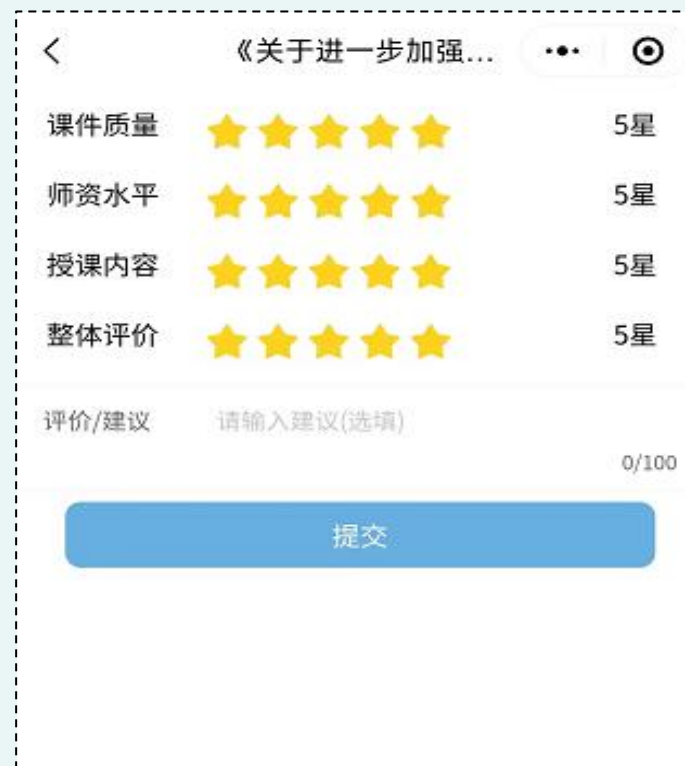 《关于进一步加强...
课件质量 5星
师资水平 5星
授课内容 5星
整体评价 5星
评价/建议 请输入建议(选填)
0/100
提交